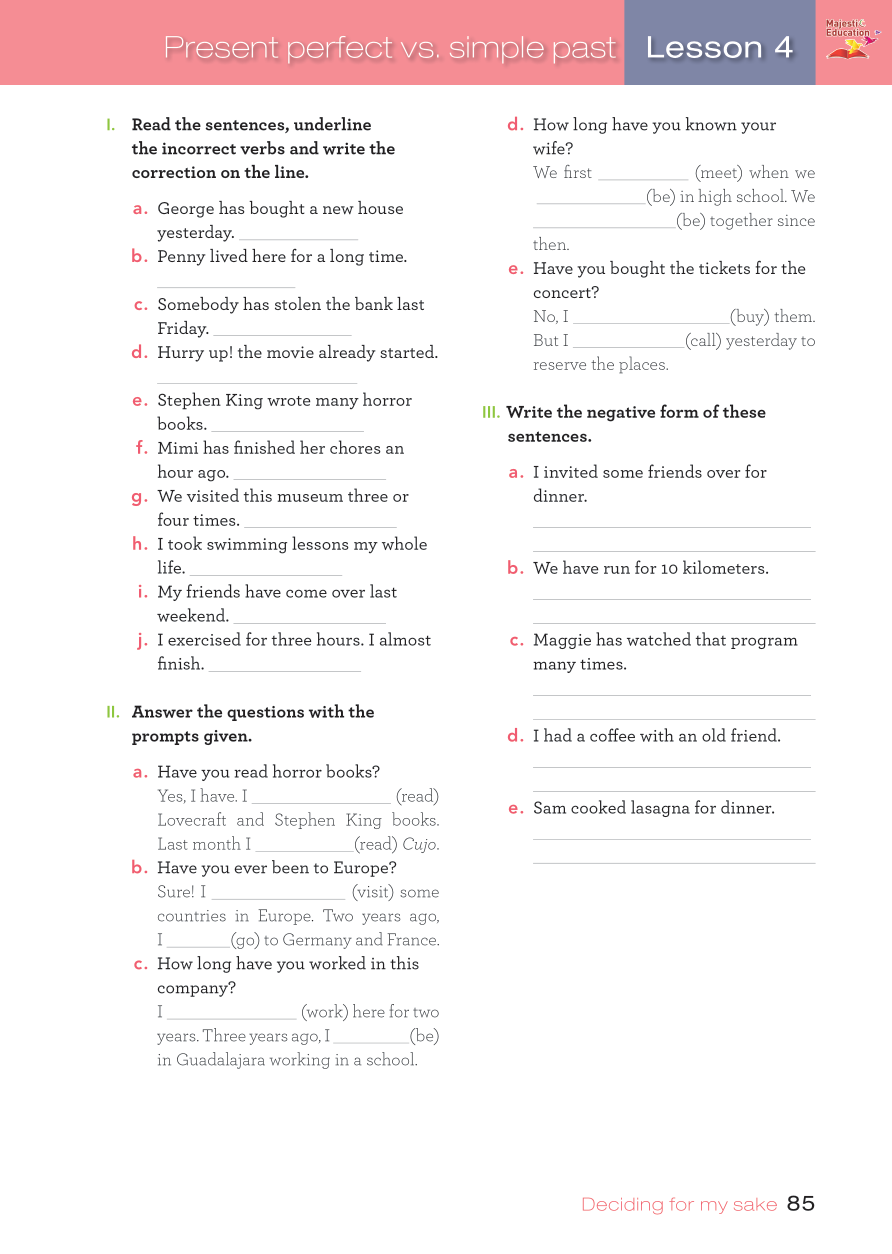 Present perfect vs. simple past Lesson 4
Majesti
Education
I. Read the sentences, underline
the incorrect verbs and write the
correction on the line.
a. George has bought a new house
yesterday. ____________
b. Penny lived here for a long time.
____________
c. Somebody has stolen the bank last
Friday. ____________
d. Hurry up! the movie already started.
____________
e. Stephen King wrote many horror
books. ____________
f. Mimi has finished her chores an
hour ago. ____________
g. We visited this museum three or
four times. ____________
h. I took swimming lessons my whole
life. ____________
i. My friends have come over last
weekend. ____________
j. I exercised for three hours. I almost
finish. ____________
II. Answer the questions with the
prompts given.
a. Have you read horror books?
Yes, I have. I ____________ (read)
Lovecraft and Stephen King books.
Last month I ____________(read) Cujo.
b. Have you ever been to Europe?
Sure! I ____________ (visit) some
countries in Europe. Two years ago,
I _______(go) to Germany and France.
c. How long have you worked in this
company?
I ____________ (work) here for two
years. Three years ago, I ________(be)
in Guadalajara working in a school.
d. How long have you known your
wife?
We first __________ (meet) when we
____________(be) in high school. We
____________(be) together since
then.
e. Have you bought the tickets for the
concert?
No, I ____________(buy) them.
But I ____________(call) yesterday to
reserve the places.
III. Write the negative form of these
sentences.
a. I invited some friends over for
dinner.
____________
____________
b. We have run for 10 kilometers.
____________
____________
c. Maggie has watched that program
many times.
____________
____________
d. I had a coffee with an old friend.
____________
____________
e. Sam cooked lasagna for dinner.
____________
____________
Deciding for my sake 85